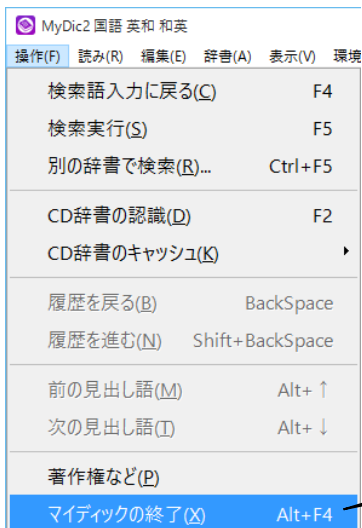 MyDic2 国語 英和 和英
操作(F) 読み(R) 編集(E) 辞書(A) 表示(V) 環境
検索語入力に戻る(C) F4
検索実行(S) F5
別の辞書で検索(R)... Ctrl+F5
CD辞書の認識(D) F2
CD辞書のキャッシュ(K)
履歴を戻る(B) BackSpace
履歴を進む(N) Shift+BackSpace
前の見出し語(M) Alt+↑
次の見出し語(T) Alt+↓
著作権など(P)
マイディックの終了(X) Alt+F4